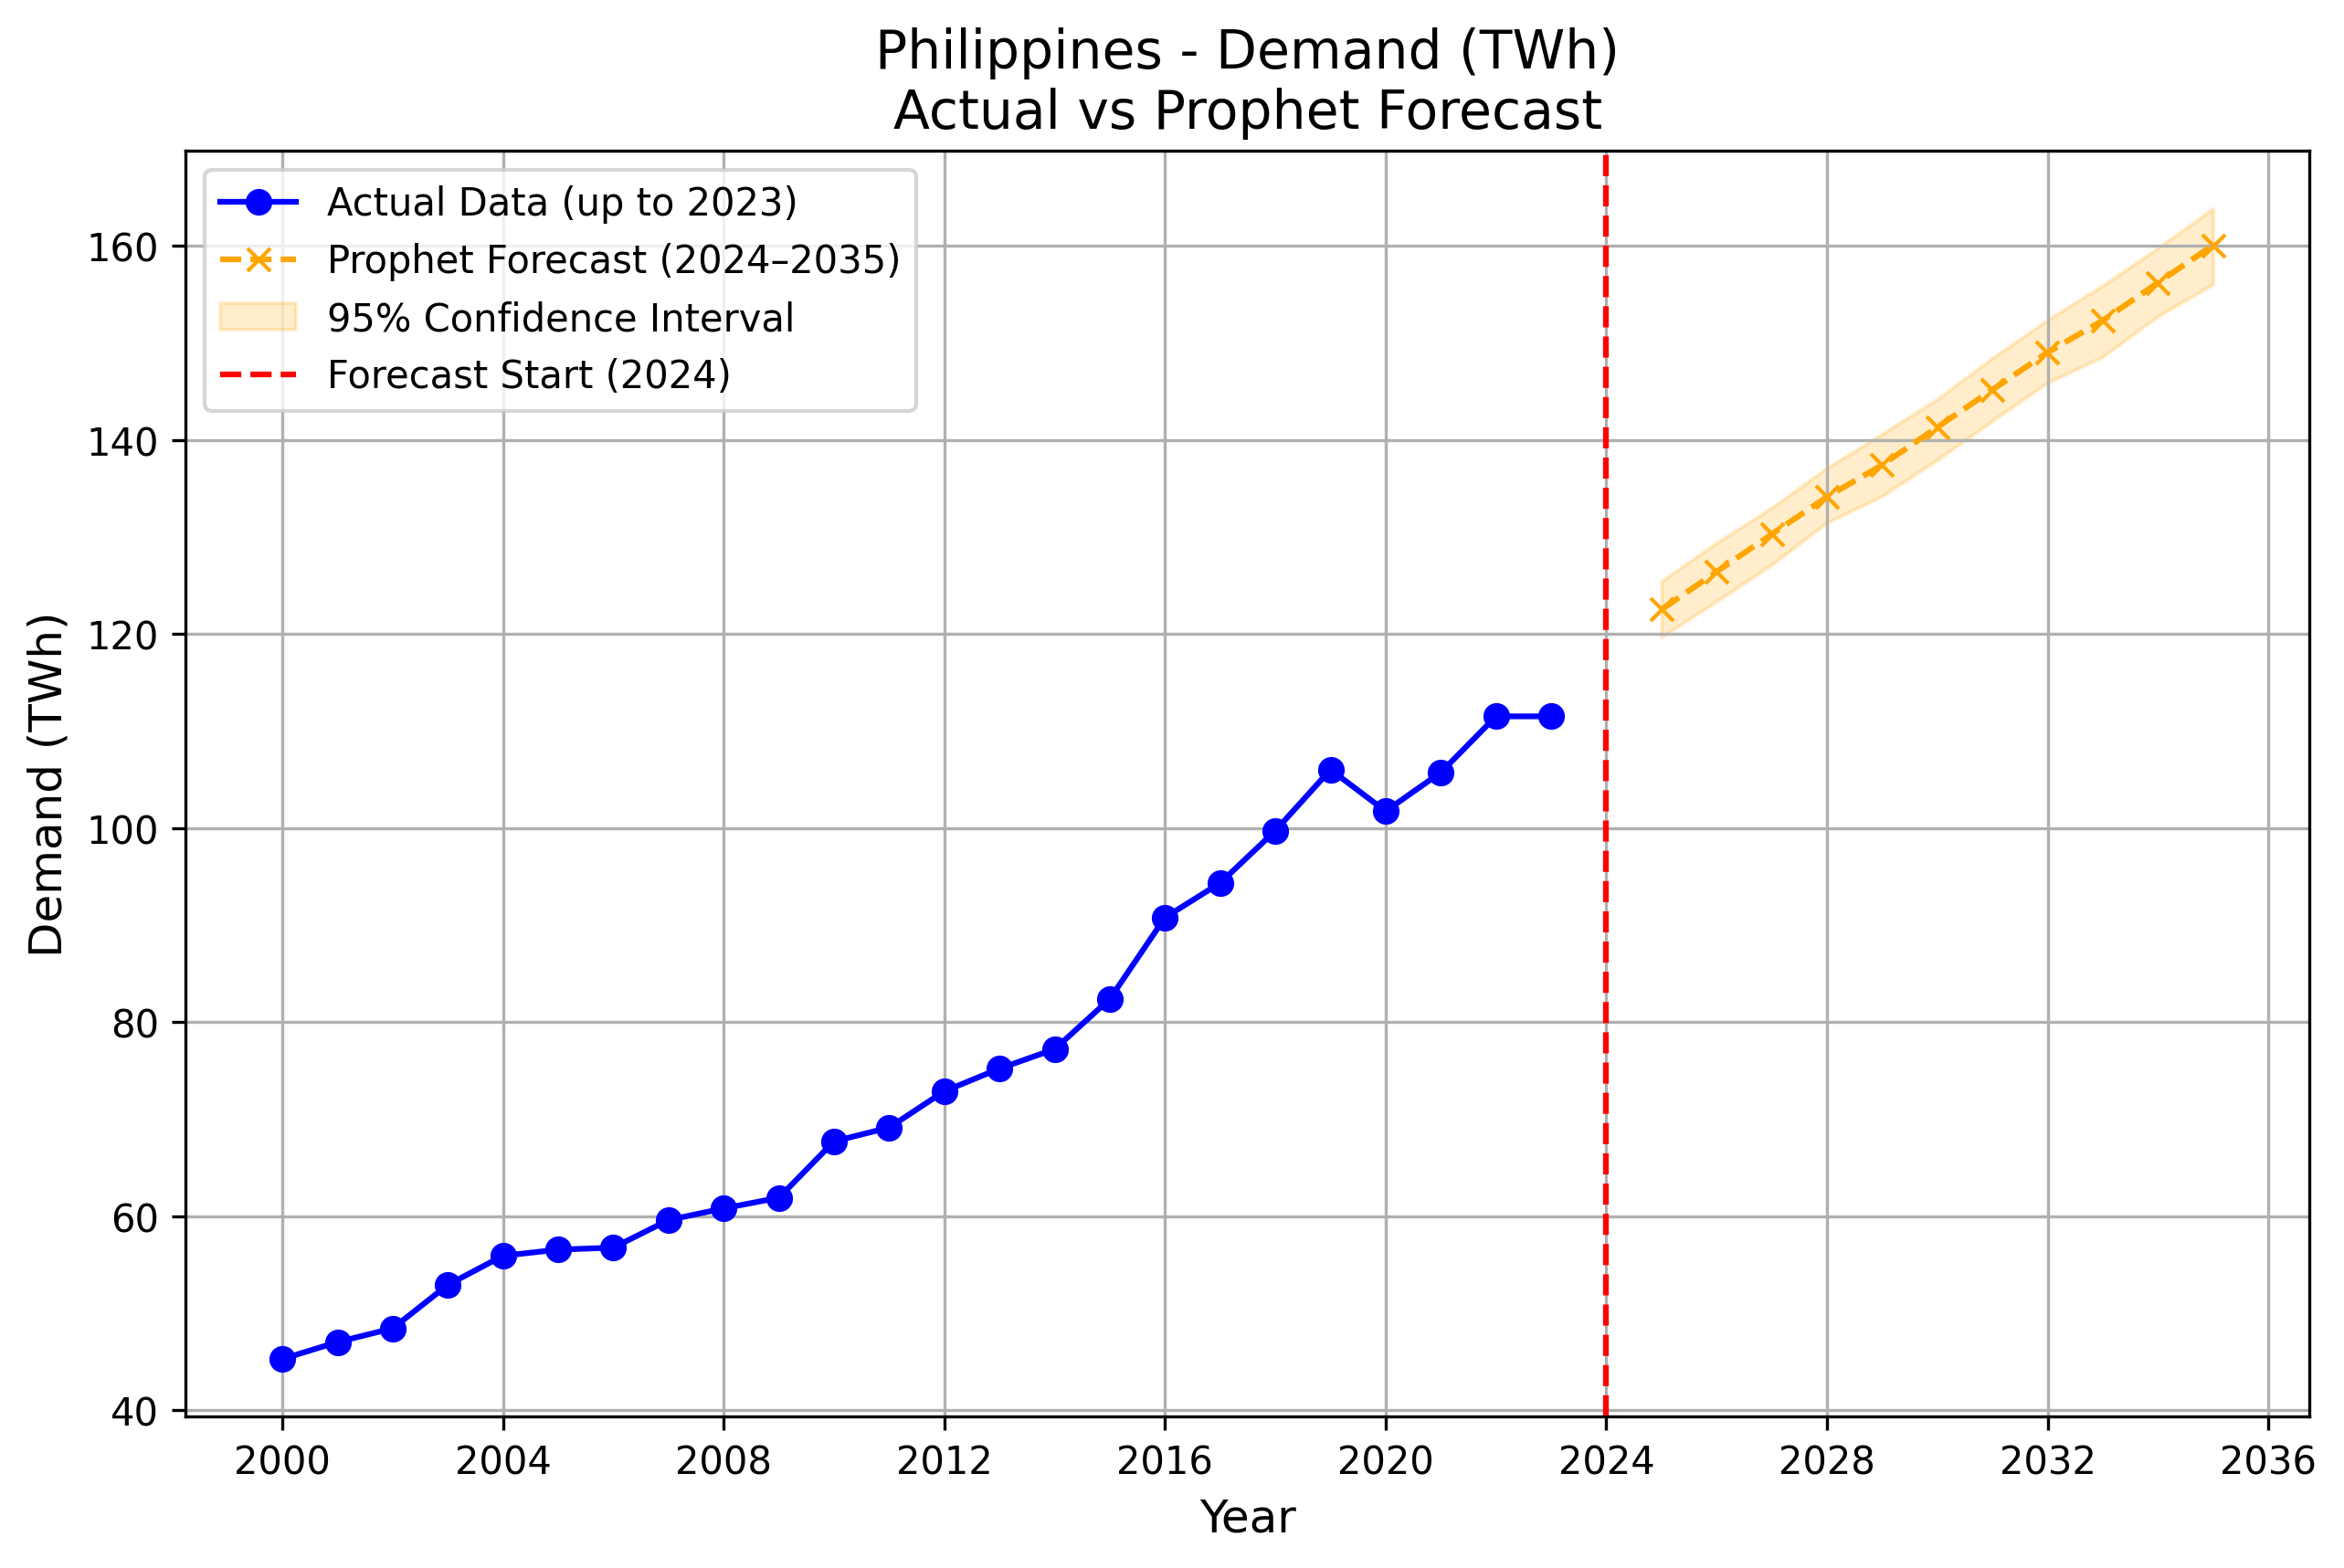 Philippines - Demand (TWh)
Actual vs Prophet Forecast
Actual Data (up to 2023)
Prophet Forecast (2024–2035)
95% Confidence Interval
Forecast Start (2024)
Demand (TWh)
160
140
120
100
80
60
40
2000 2004 2008 2012 2016 2020 2024 2028 2032 2036
Year